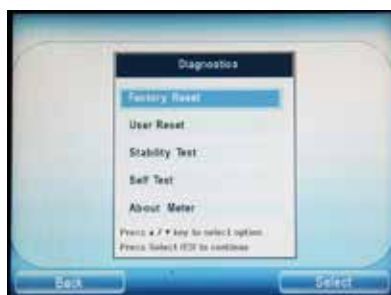 Diagnostics
Factory Reset
User Reset
Stability Test
Self Test
About Meter
Press ▲ / ▼ key to select option
Press Select (F3) to continue
Back
Select